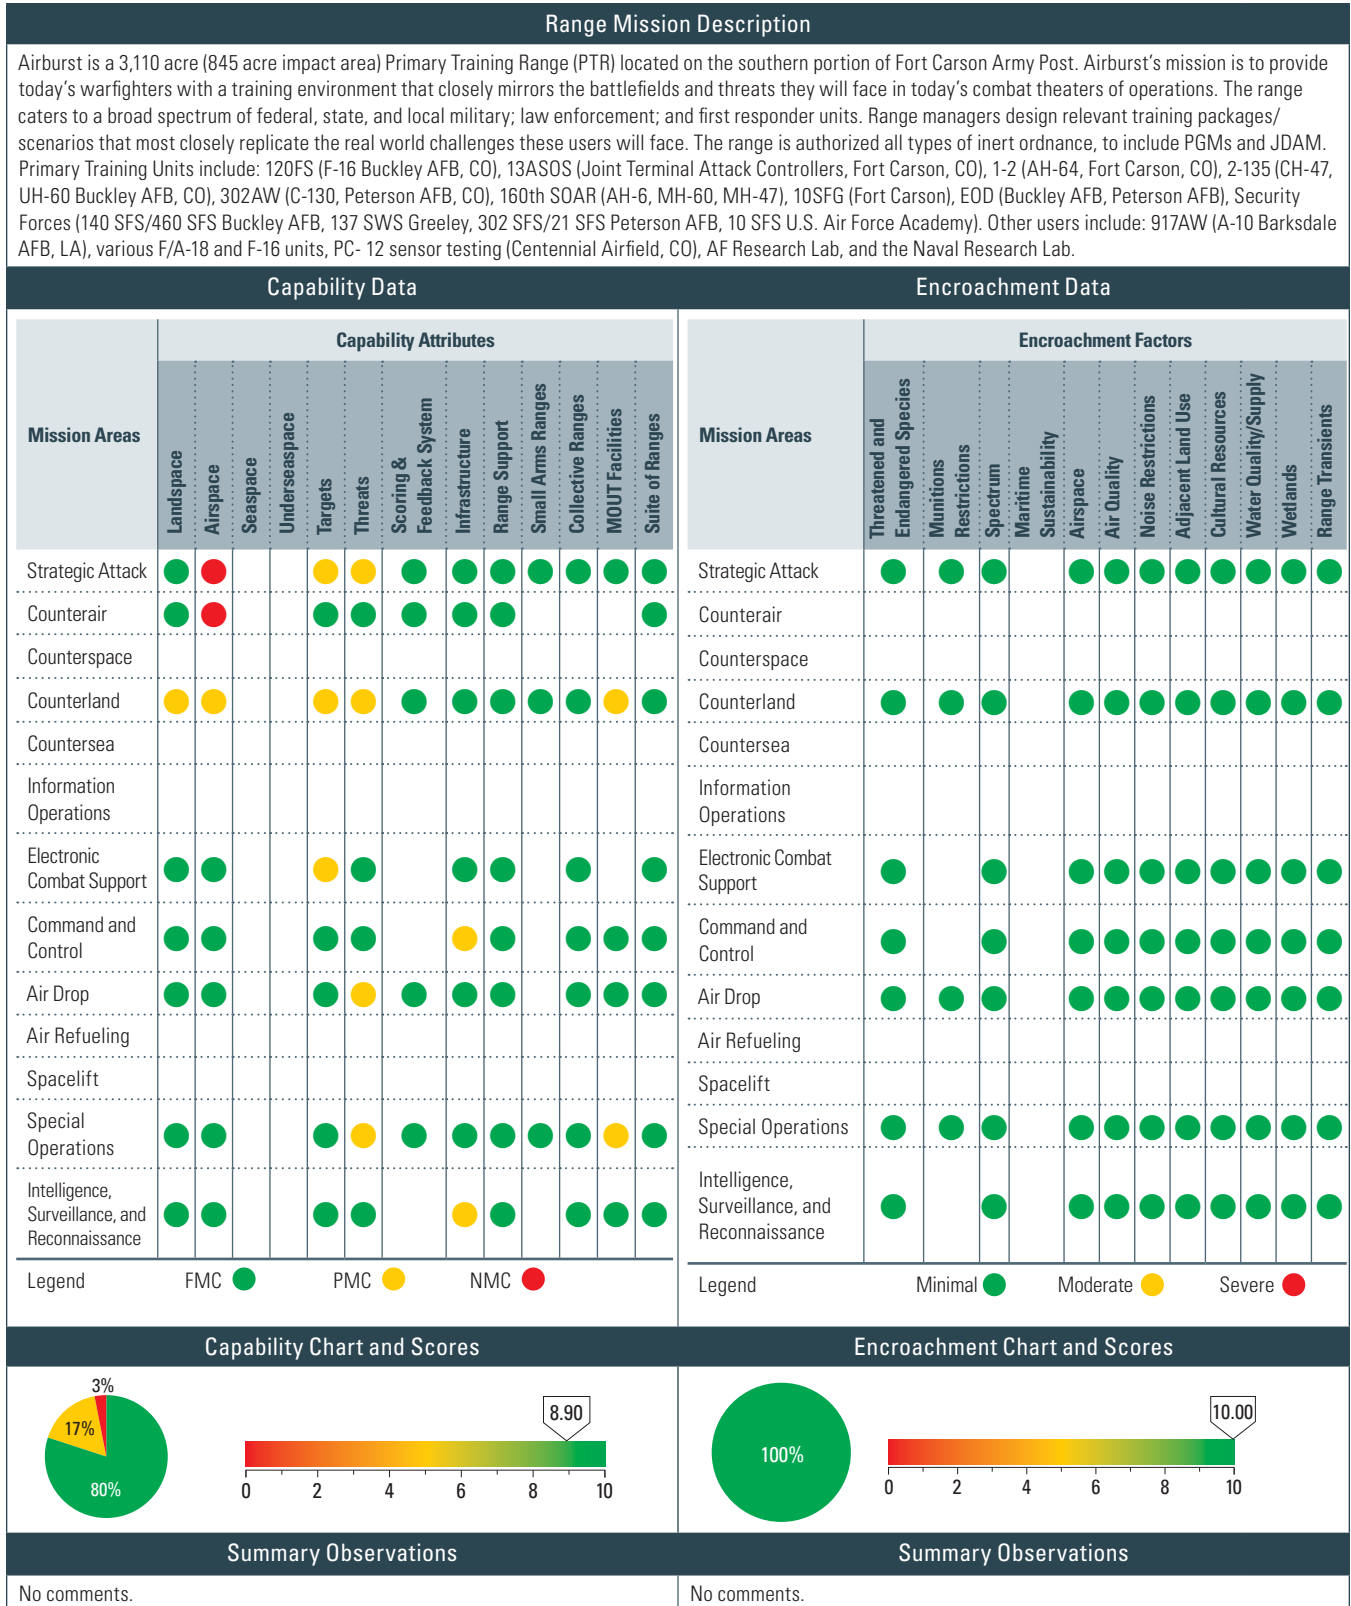 Range Mission Description
Airburst is a 3,110 acre (845 acre impact area) Primary Training Range (PTR) located on the southern portion of Fort Carson Army Post. Airburst's mission is to provide
today's warfighters with a training environment that closely mirrors the battlefields and threats they will face in today's combat theaters of operations. The range
caters to a broad spectrum of federal, state, and local military; law enforcement; and first responder units. Range managers design relevant training packages/
scenarios that most closely replicate the real world challenges these users will face. The range is authorized all types of inert ordnance, to include PGMs and JDAM.
Primary Training Units include: 120FS (F-16 Buckley AFB, CO), 13ASOS (Joint Terminal Attack Controllers, Fort Carson, CO), 1-2 (AH-64, Fort Carson, CO), 2-135 (CH-47,
UH-60 Buckley AFB, CO), 302AW (C-130, Peterson AFB, CO), 160th SOAR (AH-6, MH-60, MH-47), 10SFG (Fort Carson), EOD (Buckley AFB, Peterson AFB), Security
Forces (140 SFS/460 SFS Buckley AFB, 137 SWS Greeley, 302 SFS/21 SFS Peterson AFB, 10 SFS U.S. Air Force Academy). Other users include: 917AW (A-10 Barksdale
AFB, LA), various F/A-18 and F-16 units, PC- 12 sensor testing (Centennial Airfield, CO), AF Research Lab, and the Naval Research Lab.
Capability Data
Mission Areas
Capability Attributes
Landspace
Airspace
Seaspace
Underseaspace
Targets
Threats
Scoring &
Feedback System
Infrastructure
Range Support
Small Arms Ranges
Collective Ranges
MOUT Facilities
Suite of Ranges
Strategic Attack
Counterair
Counterspace
Counterland
Countersea
Information
Operations
Electronic
Combat Support
Command and
Control
Air Drop
Air Refueling
Spacelift
Special
Operations
Intelligence,
Surveillance, and
Reconnaissance
Legend FMC PMC NMC
Encroachment Data
Mission Areas
Encroachment Factors
Threatened and
Endangered Species
Munitions
Restrictions
Spectrum
Maritime
Sustainability
Airspace
Air Quality
Noise Restrictions
Adjacent Land Use
Cultural Resources
Water Quality/Supply
Wetlands
Range Transients
Strategic Attack
Counterair
Counterspace
Counterland
Countersea
Information
Operations
Electronic Combat
Support
Command and
Control
Air Drop
Air Refueling
Spacelift
Special Operations
Intelligence,
Surveillance, and
Reconnaissance
Legend Minimal Moderate Severe
Capability Chart and Scores
3%
17%
80%
8.90
0 2 4 6 8 10
Encroachment Chart and Scores
100%
10.00
0 2 4 6 8 10
Summary Observations
No comments.
Summary Observations
No comments.